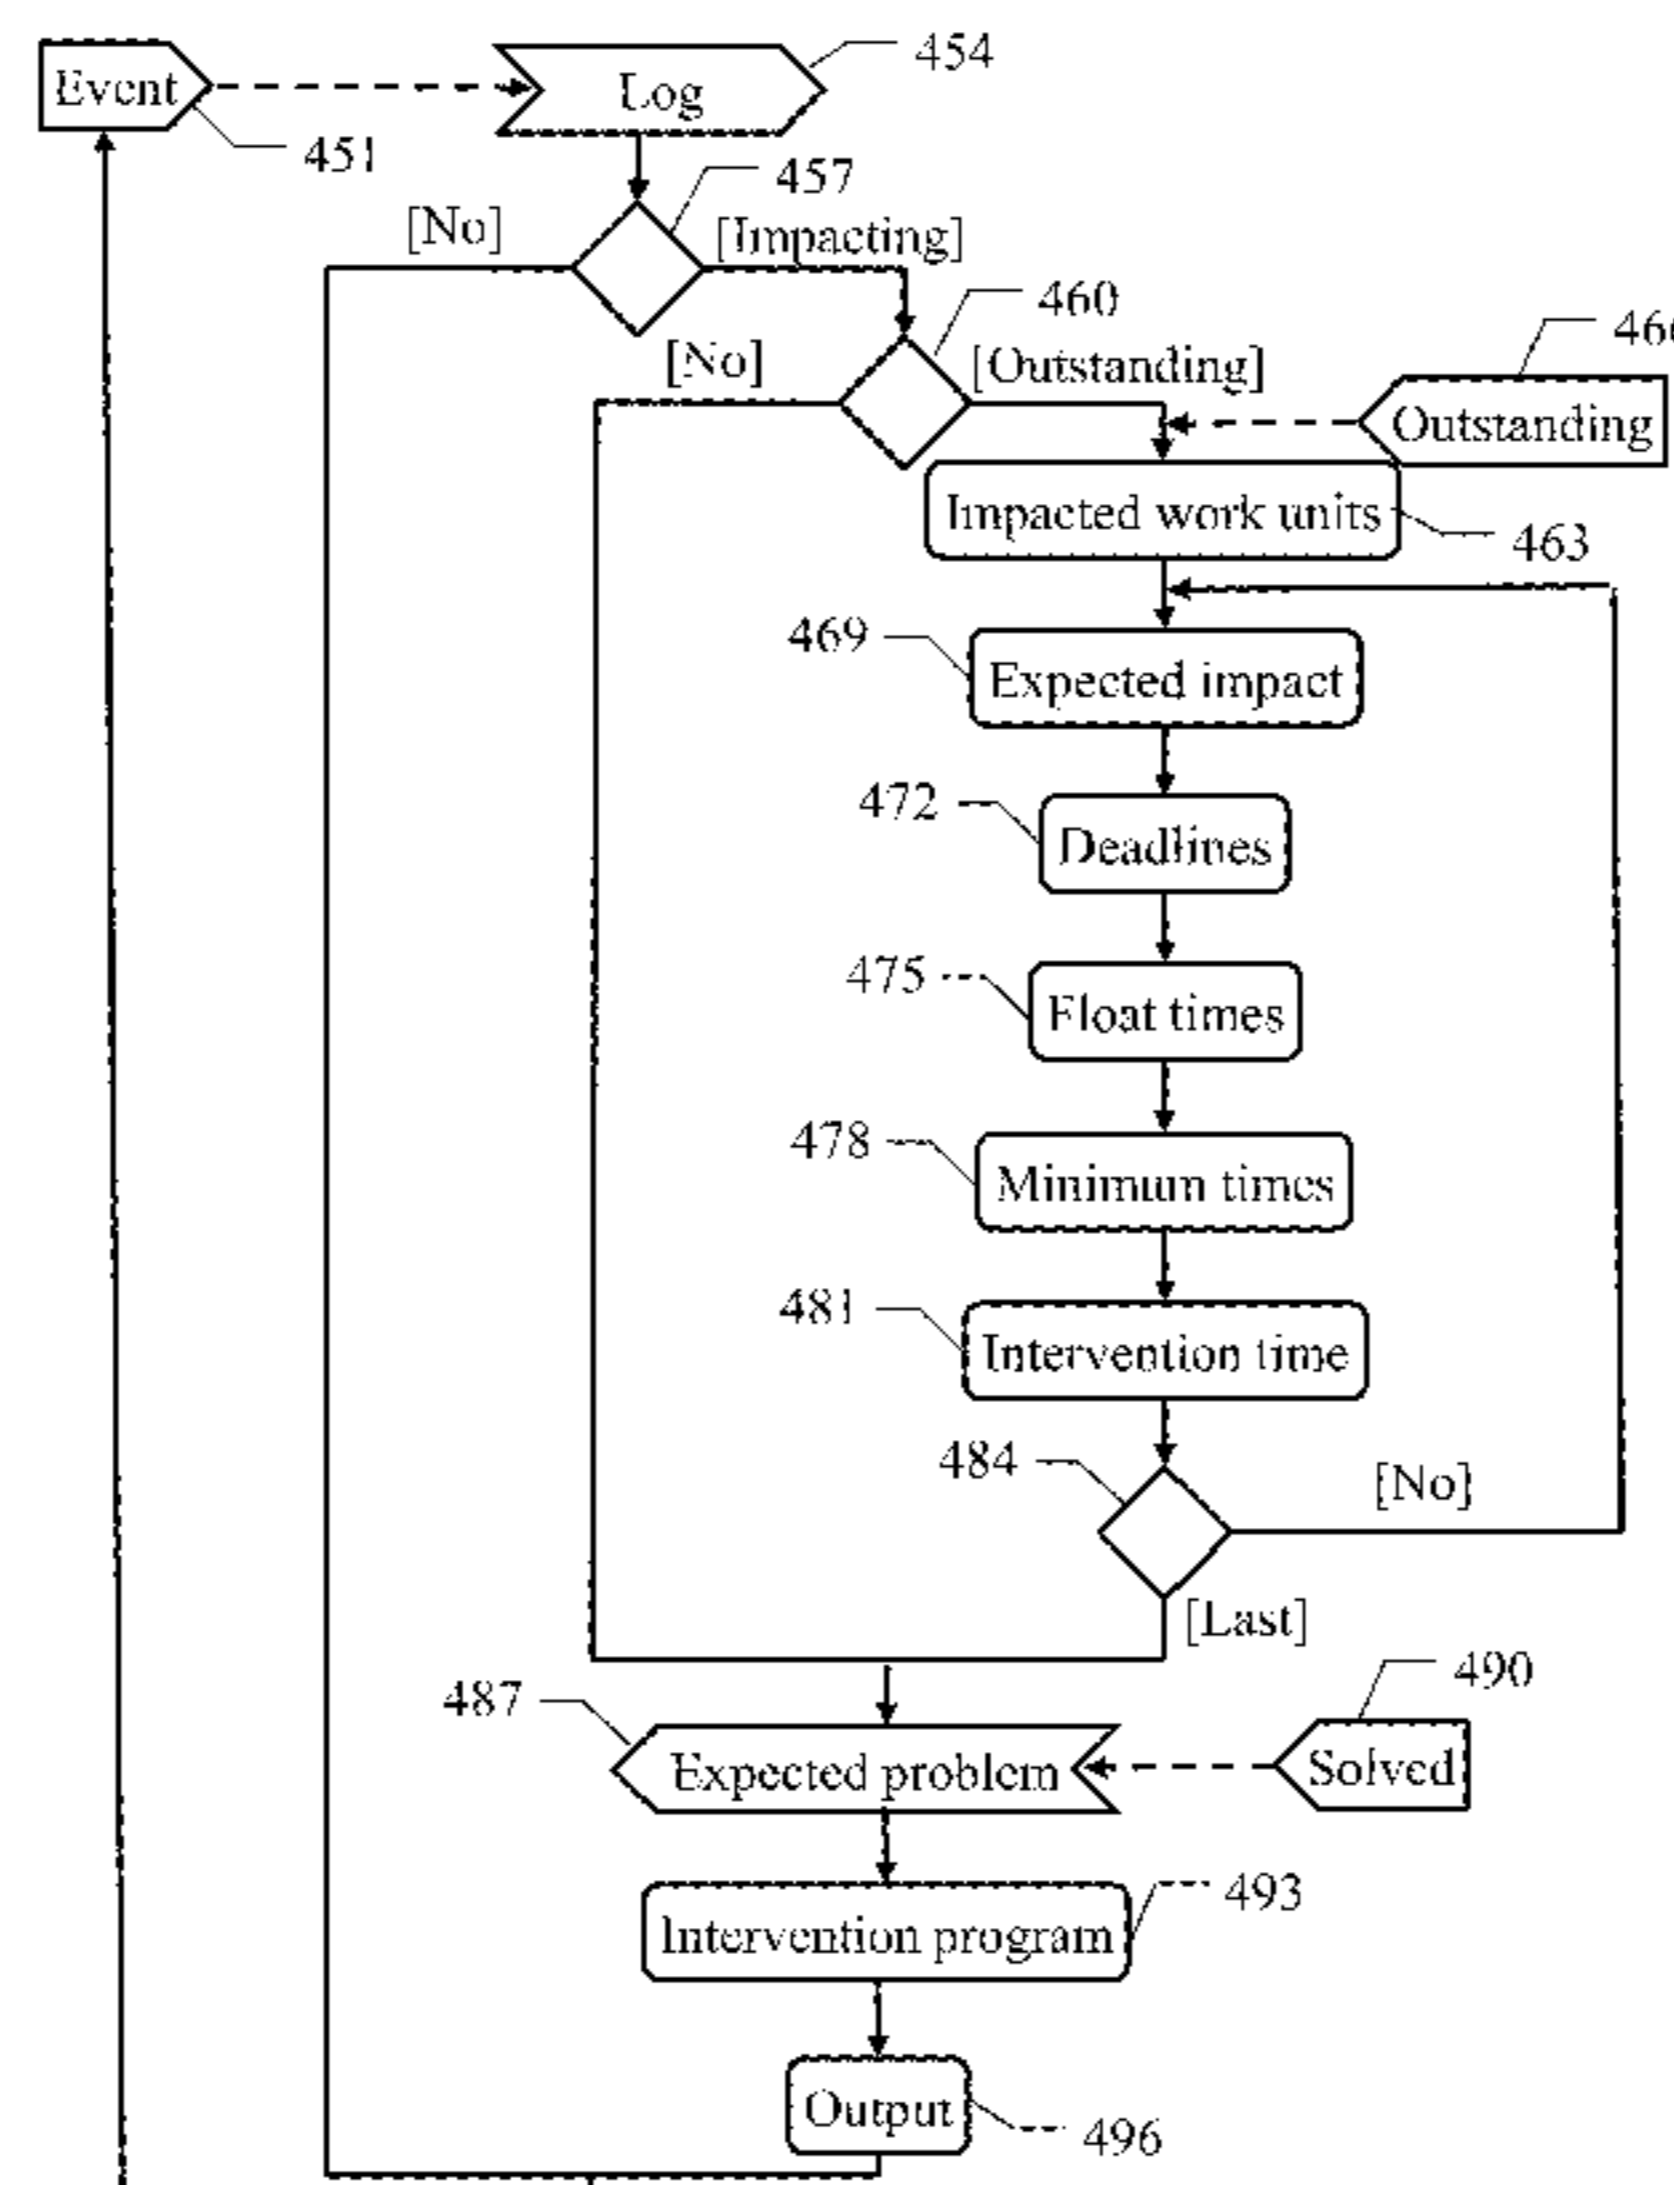 Event
Log
454
451
457
[No]
[Impacting]
460
[No]
[Outstanding]
Outstanding
Impacted work units
463
469
Expected impact
472
Deadlines
475
Float times
478
Minimum times
481
Intervention time
484
[No]
[Last]
490
487
Expected problem
Solved
493
Intervention program
Output
496